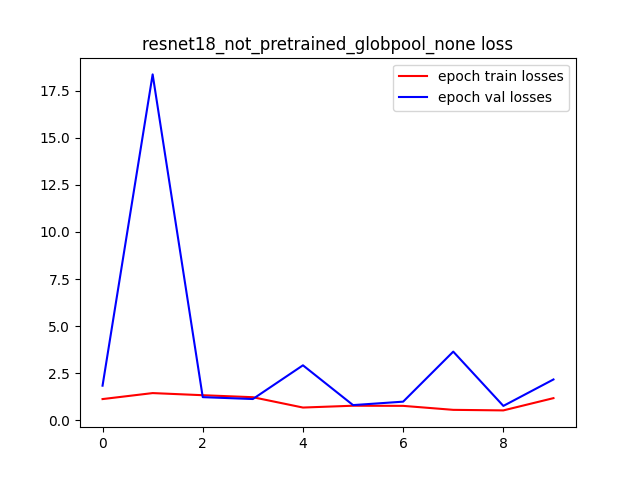 resnet18_not_pretrained_globpool_none loss
epoch train losses
epoch val losses
17.5
15.0
12.5
10.0
7.5
5.0
2.5
0.0
0 2 4 6 8